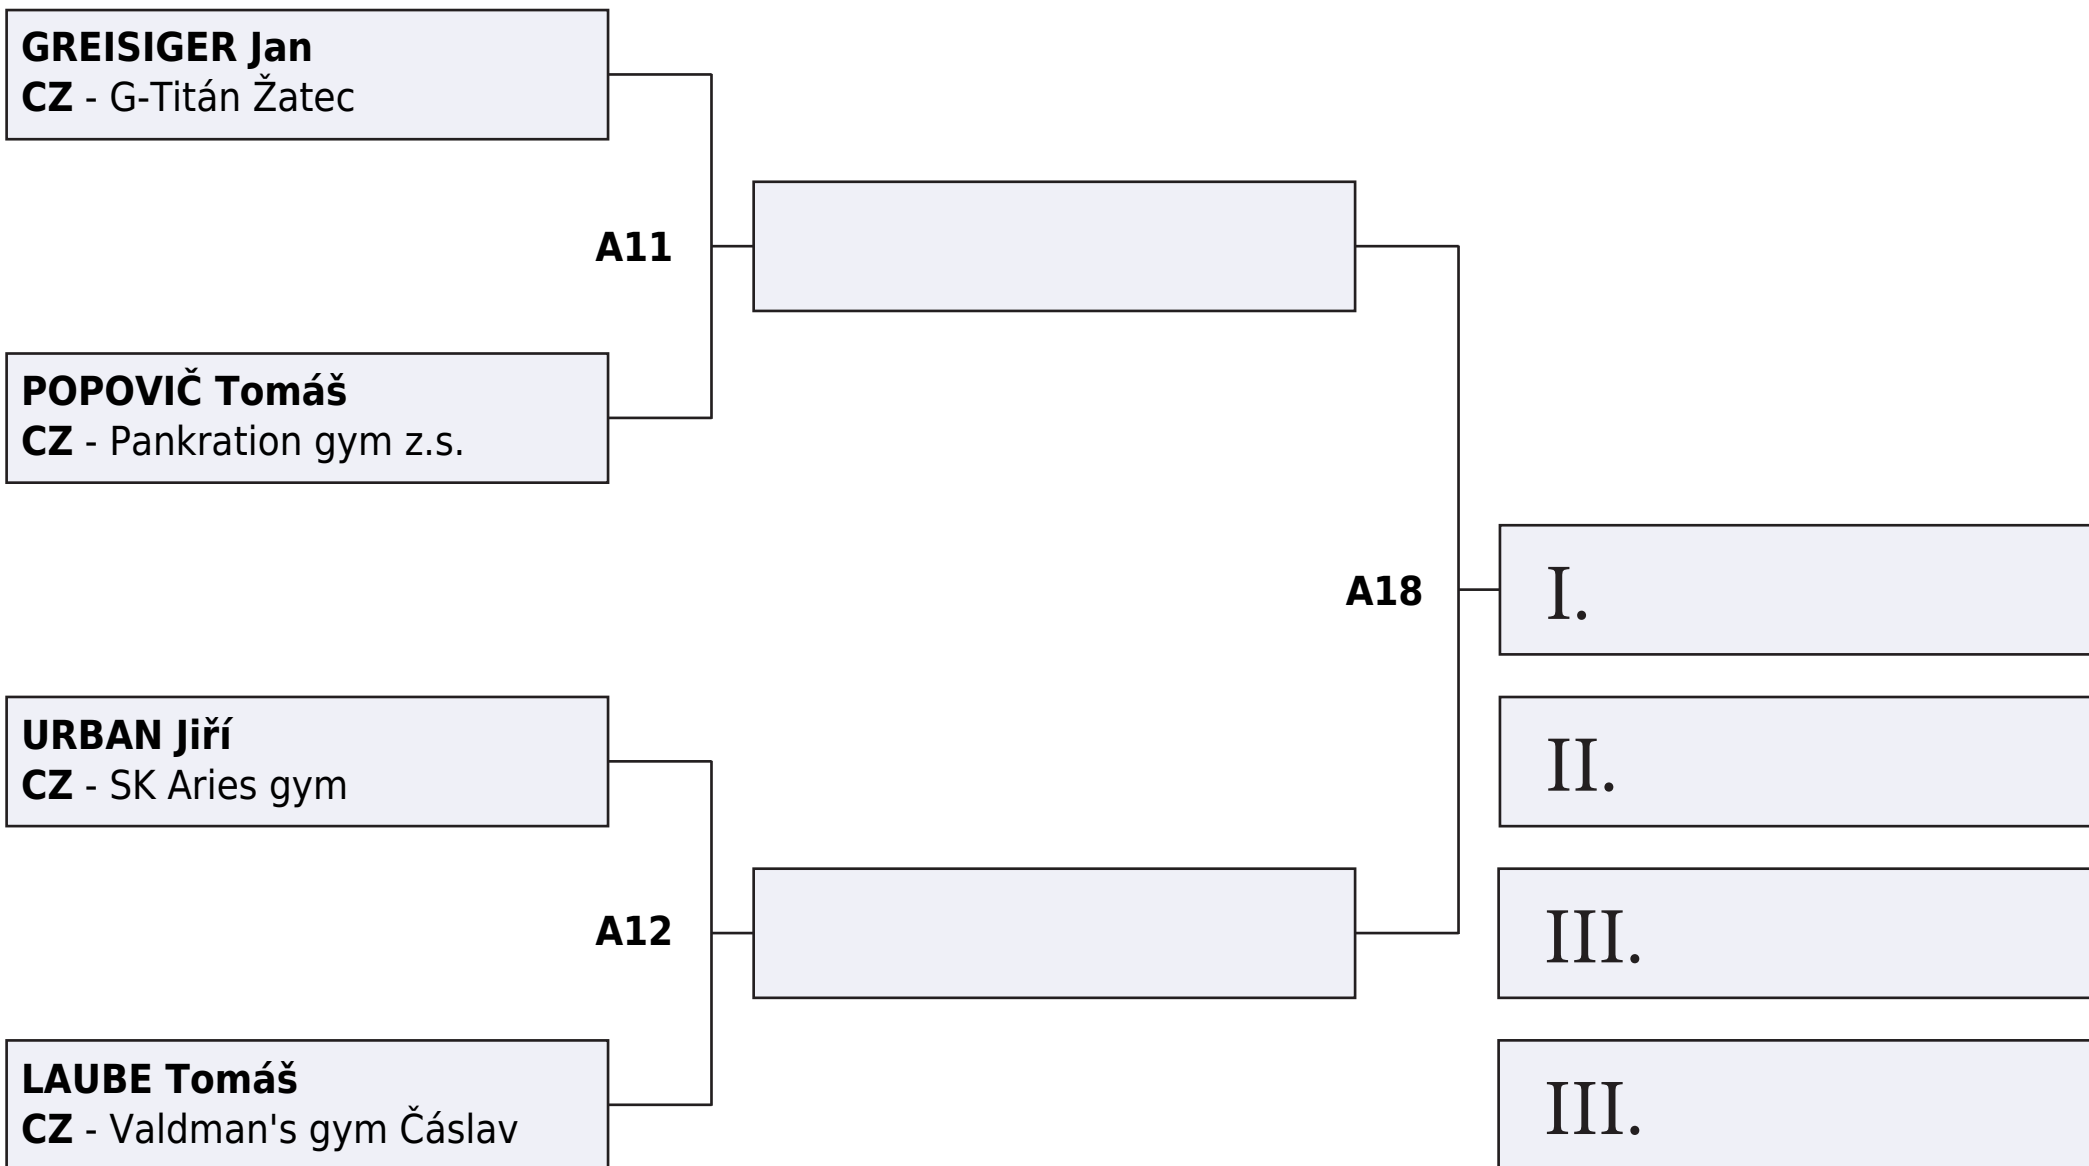 GREISIGER Jan
CZ - G-Titán Žatec
A11
POPOVIČ Tomáš
CZ - Pankration gym z.s.
A18
I.
URBAN Jiří
CZ - SK Aries gym
II.
A12
III.
LAUBE Tomáš
CZ - Valdman's gym Čáslav
III.